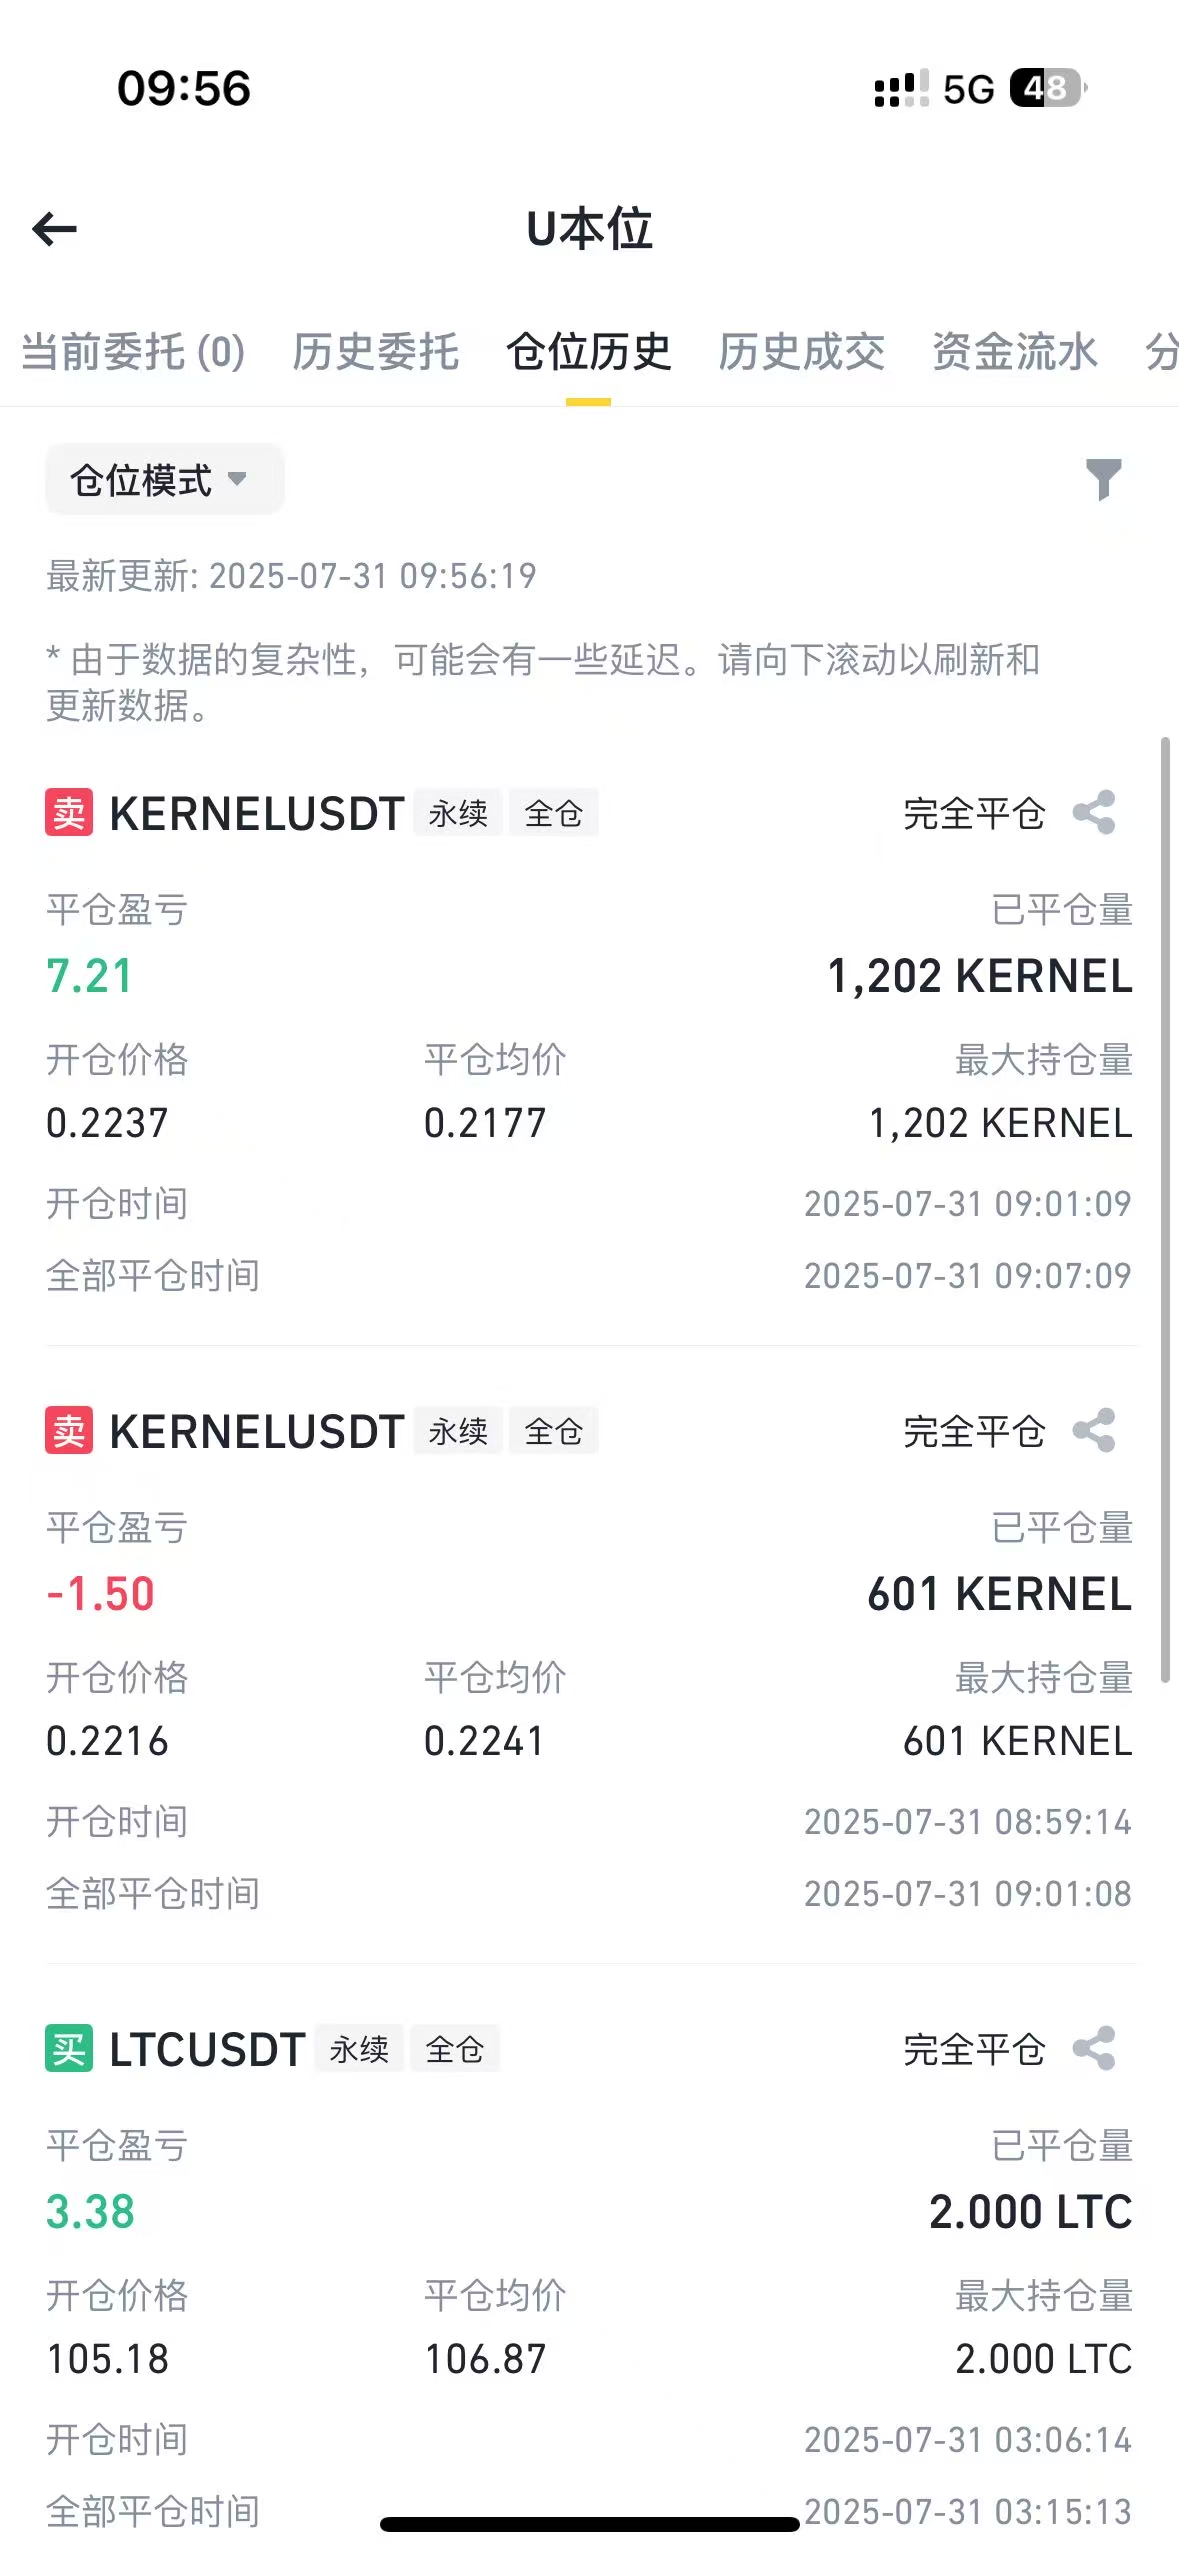 09:56
5G 48
U本位
当前委托 (0) 历史委托 仓位历史 历史成交 资金流水 分
仓位模式
最新更新: 2025-07-31 09:56:19
* 由于数据的复杂性，可能会有一些延迟。请向下滚动以刷新和
更新数据。
卖 KERNELUSDT 永续 全仓 完全平仓
平仓盈亏 已平仓量
7.21 1,202 KERNEL
开仓价格 平仓均价 最大持仓量
0.2237 0.2177 1,202 KERNEL
开仓时间 2025-07-31 09:01:09
全部平仓时间 2025-07-31 09:07:09
卖 KERNELUSDT 永续 全仓 完全平仓
平仓盈亏 已平仓量
-1.50 601 KERNEL
开仓价格 平仓均价 最大持仓量
0.2216 0.2241 601 KERNEL
开仓时间 2025-07-31 08:59:14
全部平仓时间 2025-07-31 09:01:08
买 LTCUSDT 永续 全仓 完全平仓
平仓盈亏 已平仓量
3.38 2.000 LTC
开仓价格 平仓均价 最大持仓量
105.18 106.87 2.000 LTC
开仓时间 2025-07-31 03:06:14
全部平仓时间 2025-07-31 03:15:13